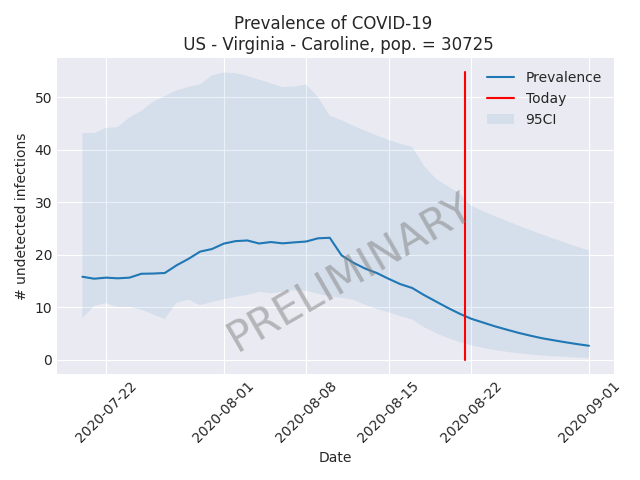 Prevalence of COVID-19
US - Virginia - Caroline, pop. = 30725
Prevalence
Today
95CI
# undetected infections
50
40
30
20
10
0
PRELIMINARY
2020-07-22
2020-08-01
2020-08-08
2020-08-15
2020-08-22
2020-09-01
Date